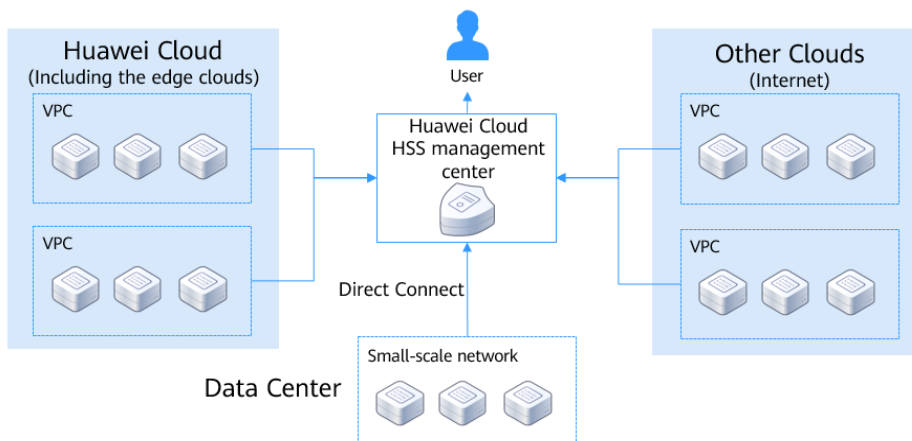 User
Huawei Cloud
(Including the edge clouds)
VPC
VPC
Huawei Cloud
HSS management
center
Other Clouds
(Internet)
VPC
VPC
Direct Connect
Data Center
Small-scale network